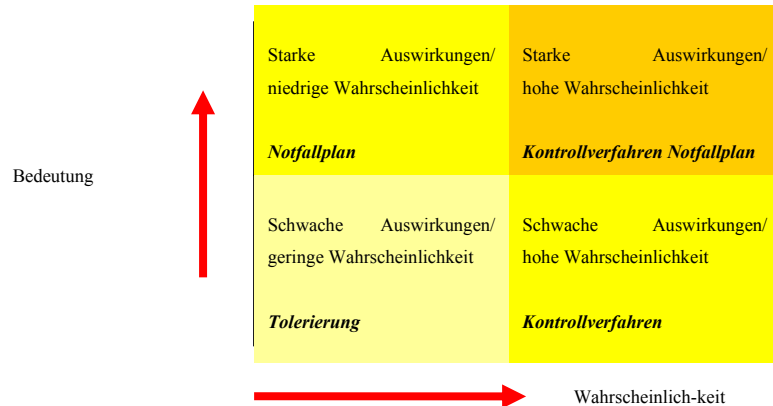 Starke Auswirkungen/
niedrige Wahrscheinlichkeit
Notfallplan
Starke Auswirkungen/
hohe Wahrscheinlichkeit
Kontrollverfahren Notfallplan
Bedeutung
Schwache Auswirkungen/
geringe Wahrscheinlichkeit
Tolerierung
Schwache Auswirkungen/
hohe Wahrscheinlichkeit
Kontrollverfahren
Wahrscheinlich-keit